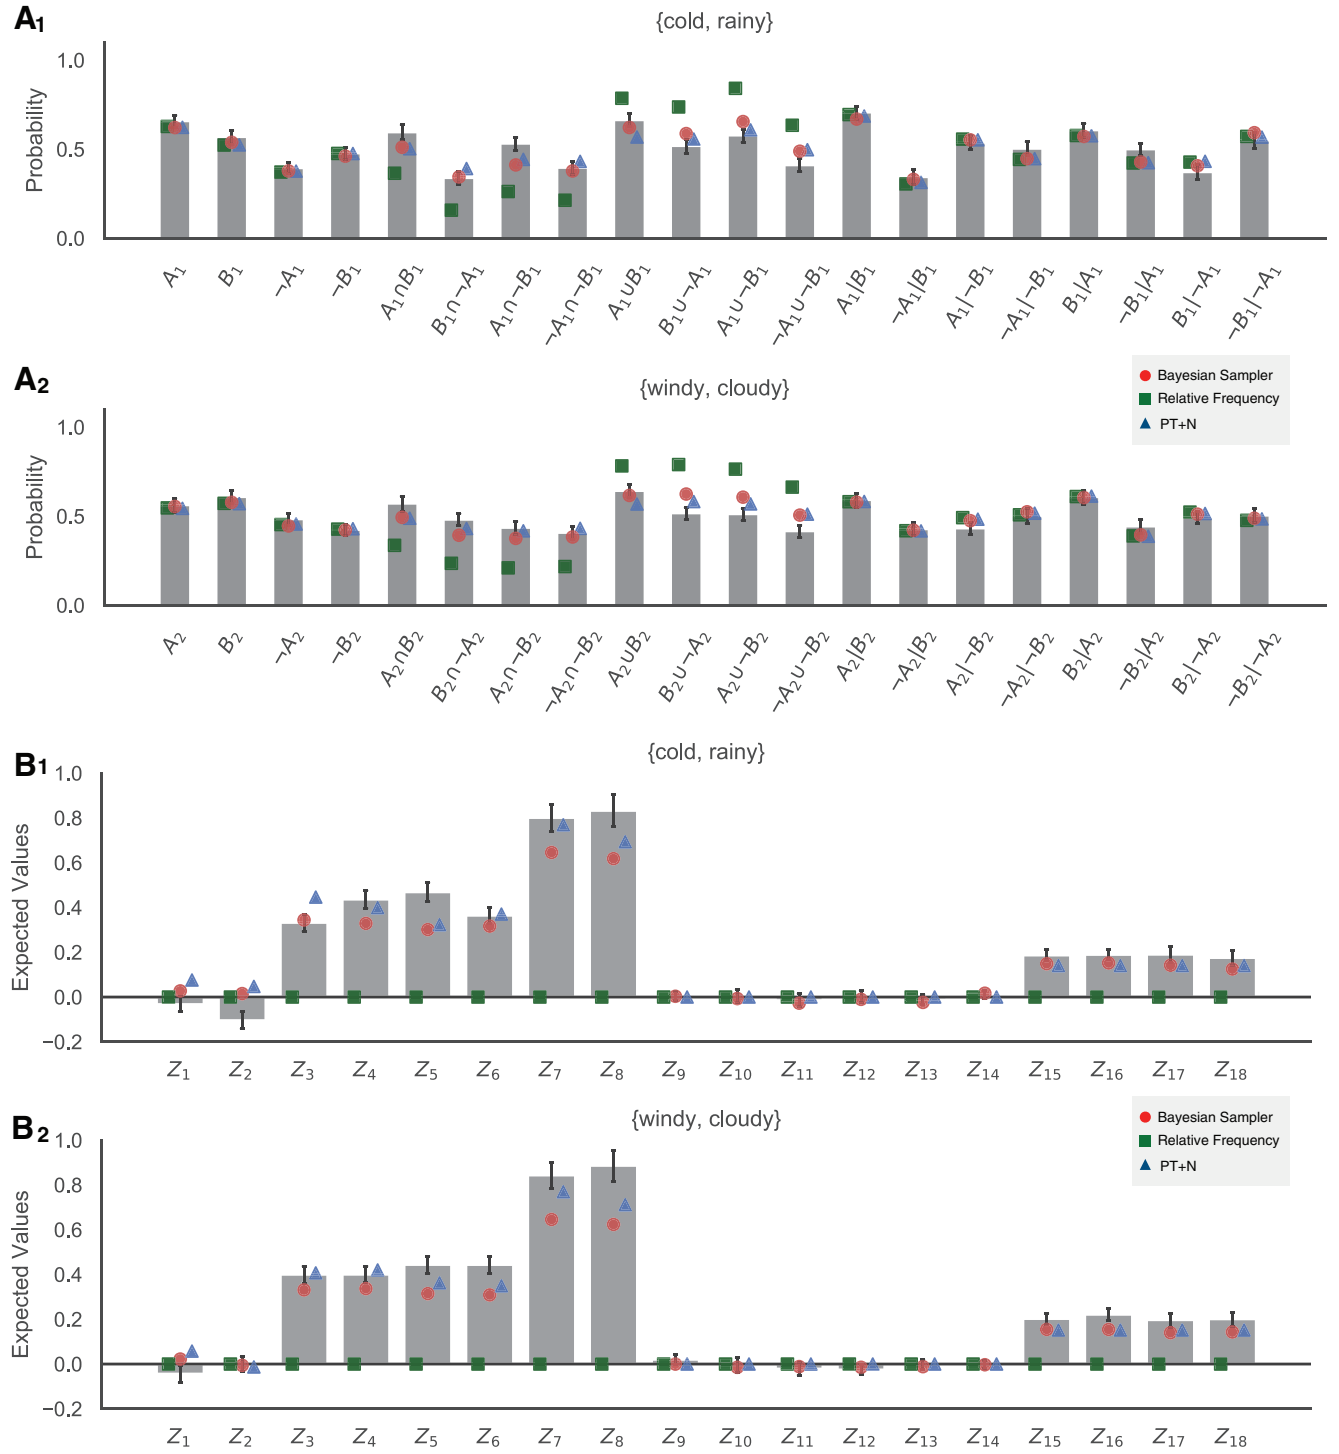 A1
{cold, rainy}
1.0
0.5
0.0
Probability
A₁ B₁ ¬A₁ ¬B₁ A₁∩B₁ B₁∩¬A₁ A₁∩¬B₁ ¬A₁∩¬B₁ A₁∪B₁ B₁∪¬A₁ A₁∪¬B₁ ¬A₁∪¬B₁ A₁|B₁ ¬A₁|B₁ A₁|¬B₁ ¬A₁|¬B₁ B₁|A₁ ¬B₁|A₁ B₁|¬A₁ ¬B₁|¬A₁
A2
{windy, cloudy}
Bayesian Sampler
Relative Frequency
PT+N
1.0
0.5
0.0
Probability
A₂ B₂ ¬A₂ ¬B₂ A₂∩B₂ B₂∩¬A₂ A₂∩¬B₂ ¬A₂∩¬B₂ A₂∪B₂ B₂∪¬A₂ A₂∪¬B₂ ¬A₂∪¬B₂ A₂|B₂ ¬A₂|B₂ A₂|¬B₂ ¬A₂|¬B₂ B₂|A₂ ¬B₂|A₂ B₂|¬A₂ ¬B₂|¬A₂
B1
{cold, rainy}
1.0
0.8
0.6
0.4
0.2
0.0
−0.2
Expected Values
Z₁ Z₂ Z₃ Z₄ Z₅ Z₆ Z₇ Z₈ Z₉ Z₁₀ Z₁₁ Z₁₂ Z₁₃ Z₁₄ Z₁₅ Z₁₆ Z₁₇ Z₁₈
B2
{windy, cloudy}
Bayesian Sampler
Relative Frequency
PT+N
1.0
0.8
0.6
0.4
0.2
0.0
−0.2
Expected Values
Z₁ Z₂ Z₃ Z₄ Z₅ Z₆ Z₇ Z₈ Z₉ Z₁₀ Z₁₁ Z₁₂ Z₁₃ Z₁₄ Z₁₅ Z₁₆ Z₁₇ Z₁₈